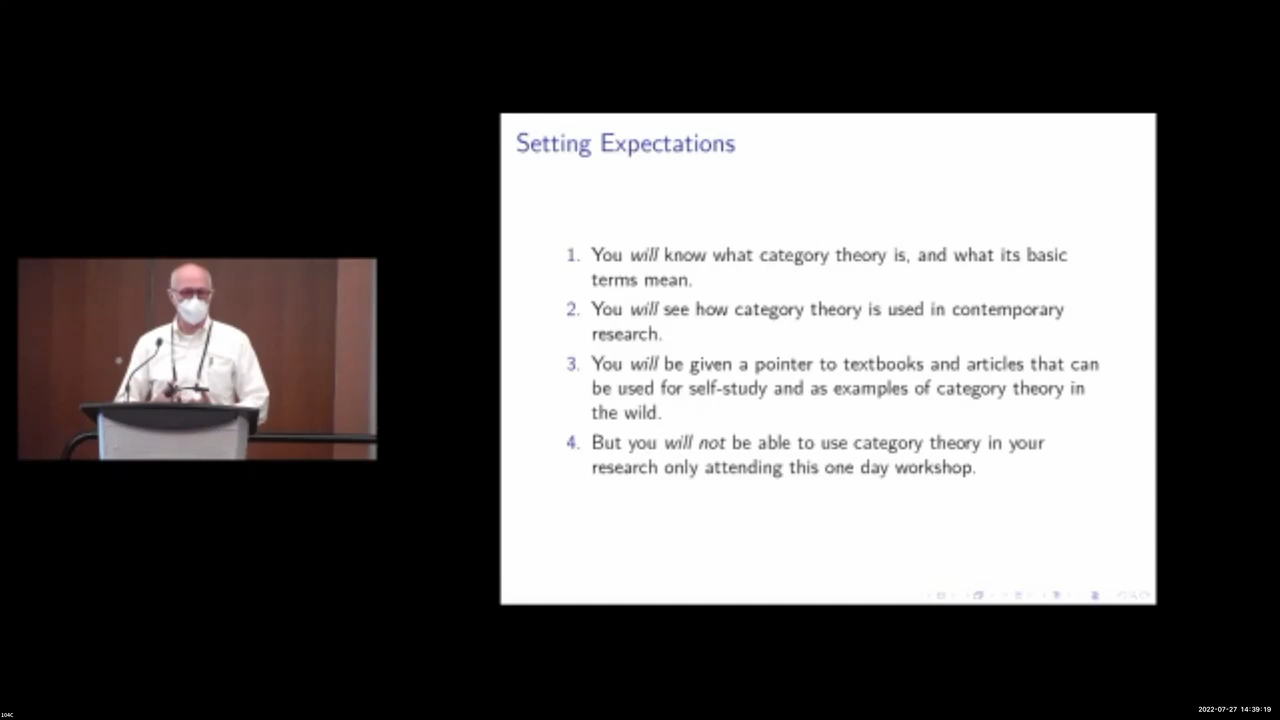 Setting Expectations
1. You will know what category theory is, and what its basic
terms mean.
2. You will see how category theory is used in contemporary
research.
3. You will be given a pointer to textbooks and articles that can
be used for self-study and as examples of category theory in
the wild.
4. But you will not be able to use category theory in your
research only attending this one day workshop.
104C
2022-07-27 14:39:19